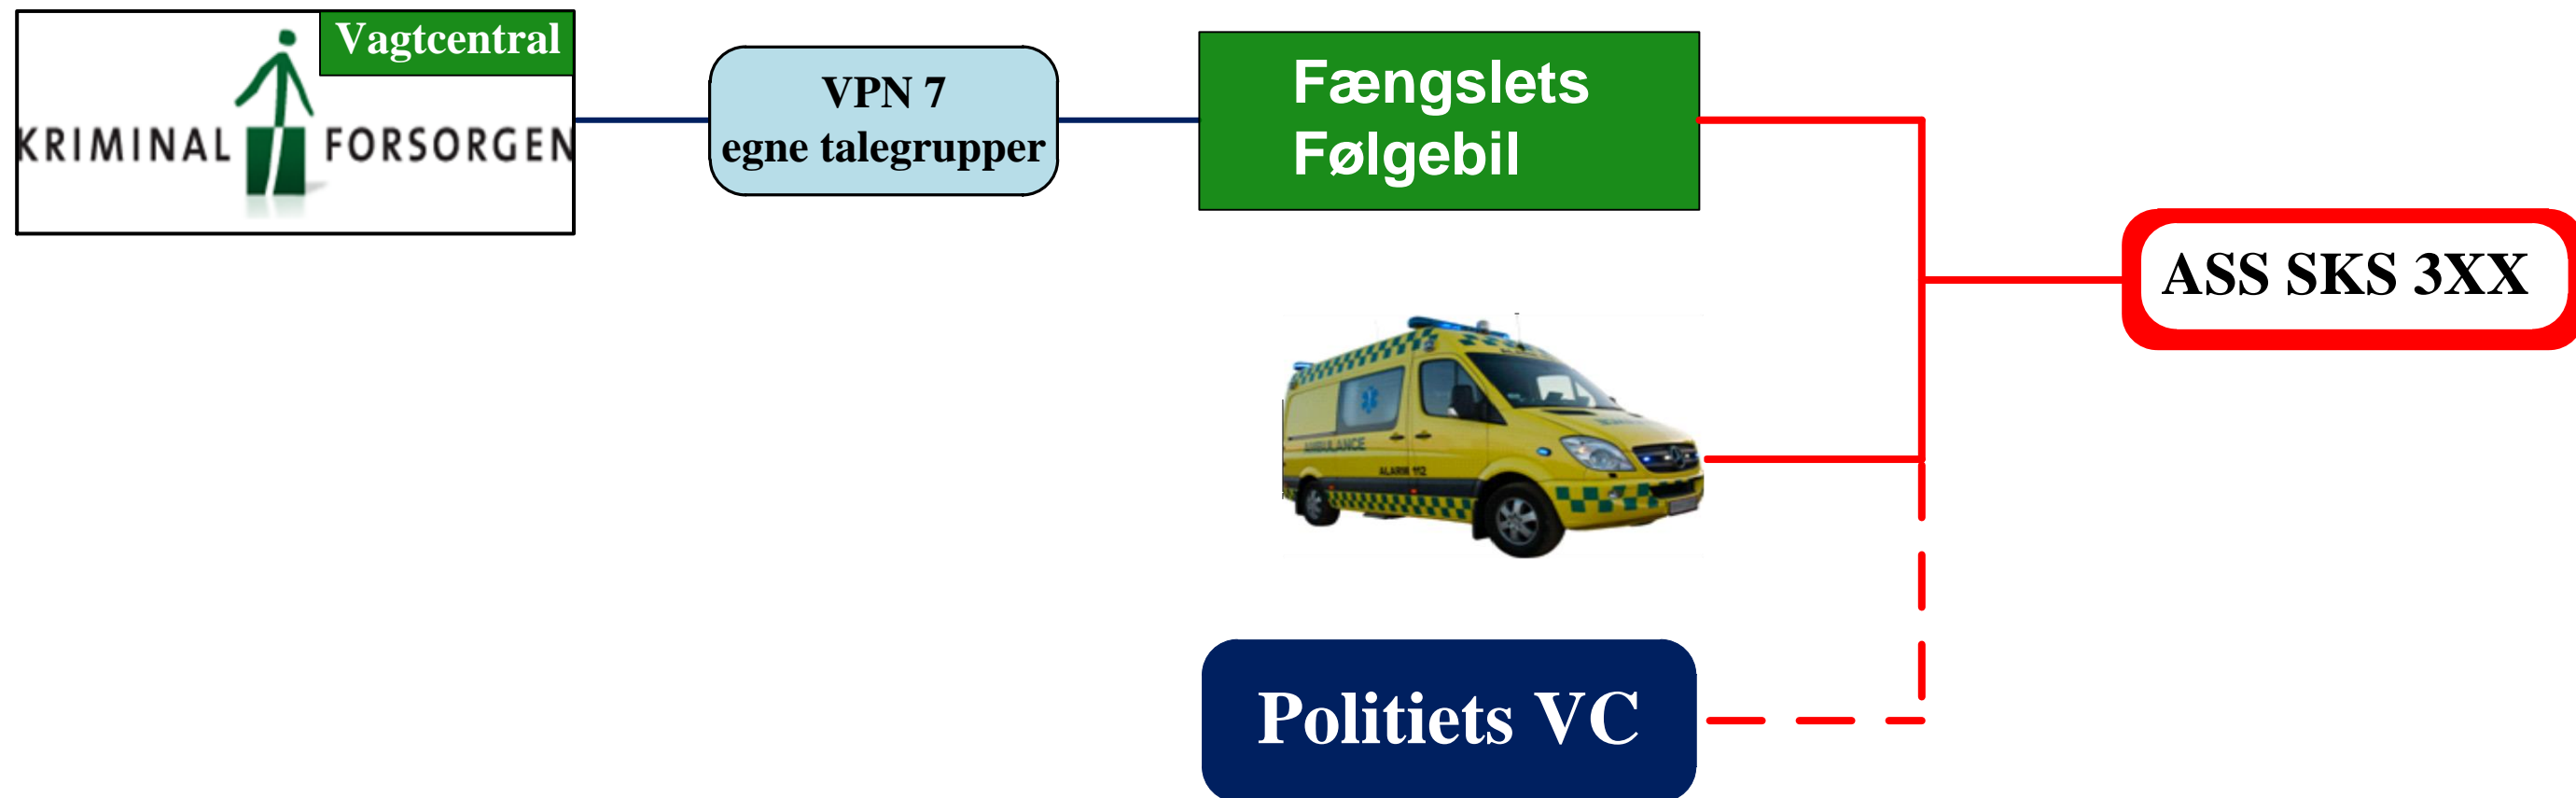 Vagtcentral
KRIMINAL FORSORGEN
VPN 7
egne talegrupper
Fængslets
Følgebil
ASS SKS 3XX
AMBULANCE
ALARM 112
Politiets VC